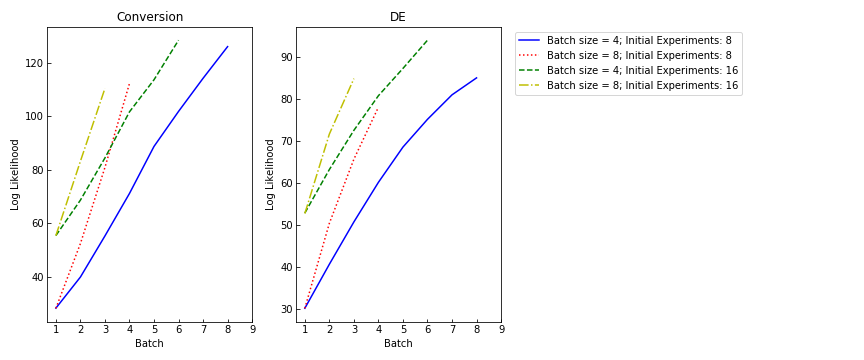 Conversion
120
100
80
60
40
Log Likelihood
1 2 3 4 5 6 7 8 9
Batch
DE
90
80
70
60
50
40
30
Log Likelihood
1 2 3 4 5 6 7 8 9
Batch
Batch size = 4; Initial Experiments: 8
Batch size = 8; Initial Experiments: 8
Batch size = 4; Initial Experiments: 16
Batch size = 8; Initial Experiments: 16